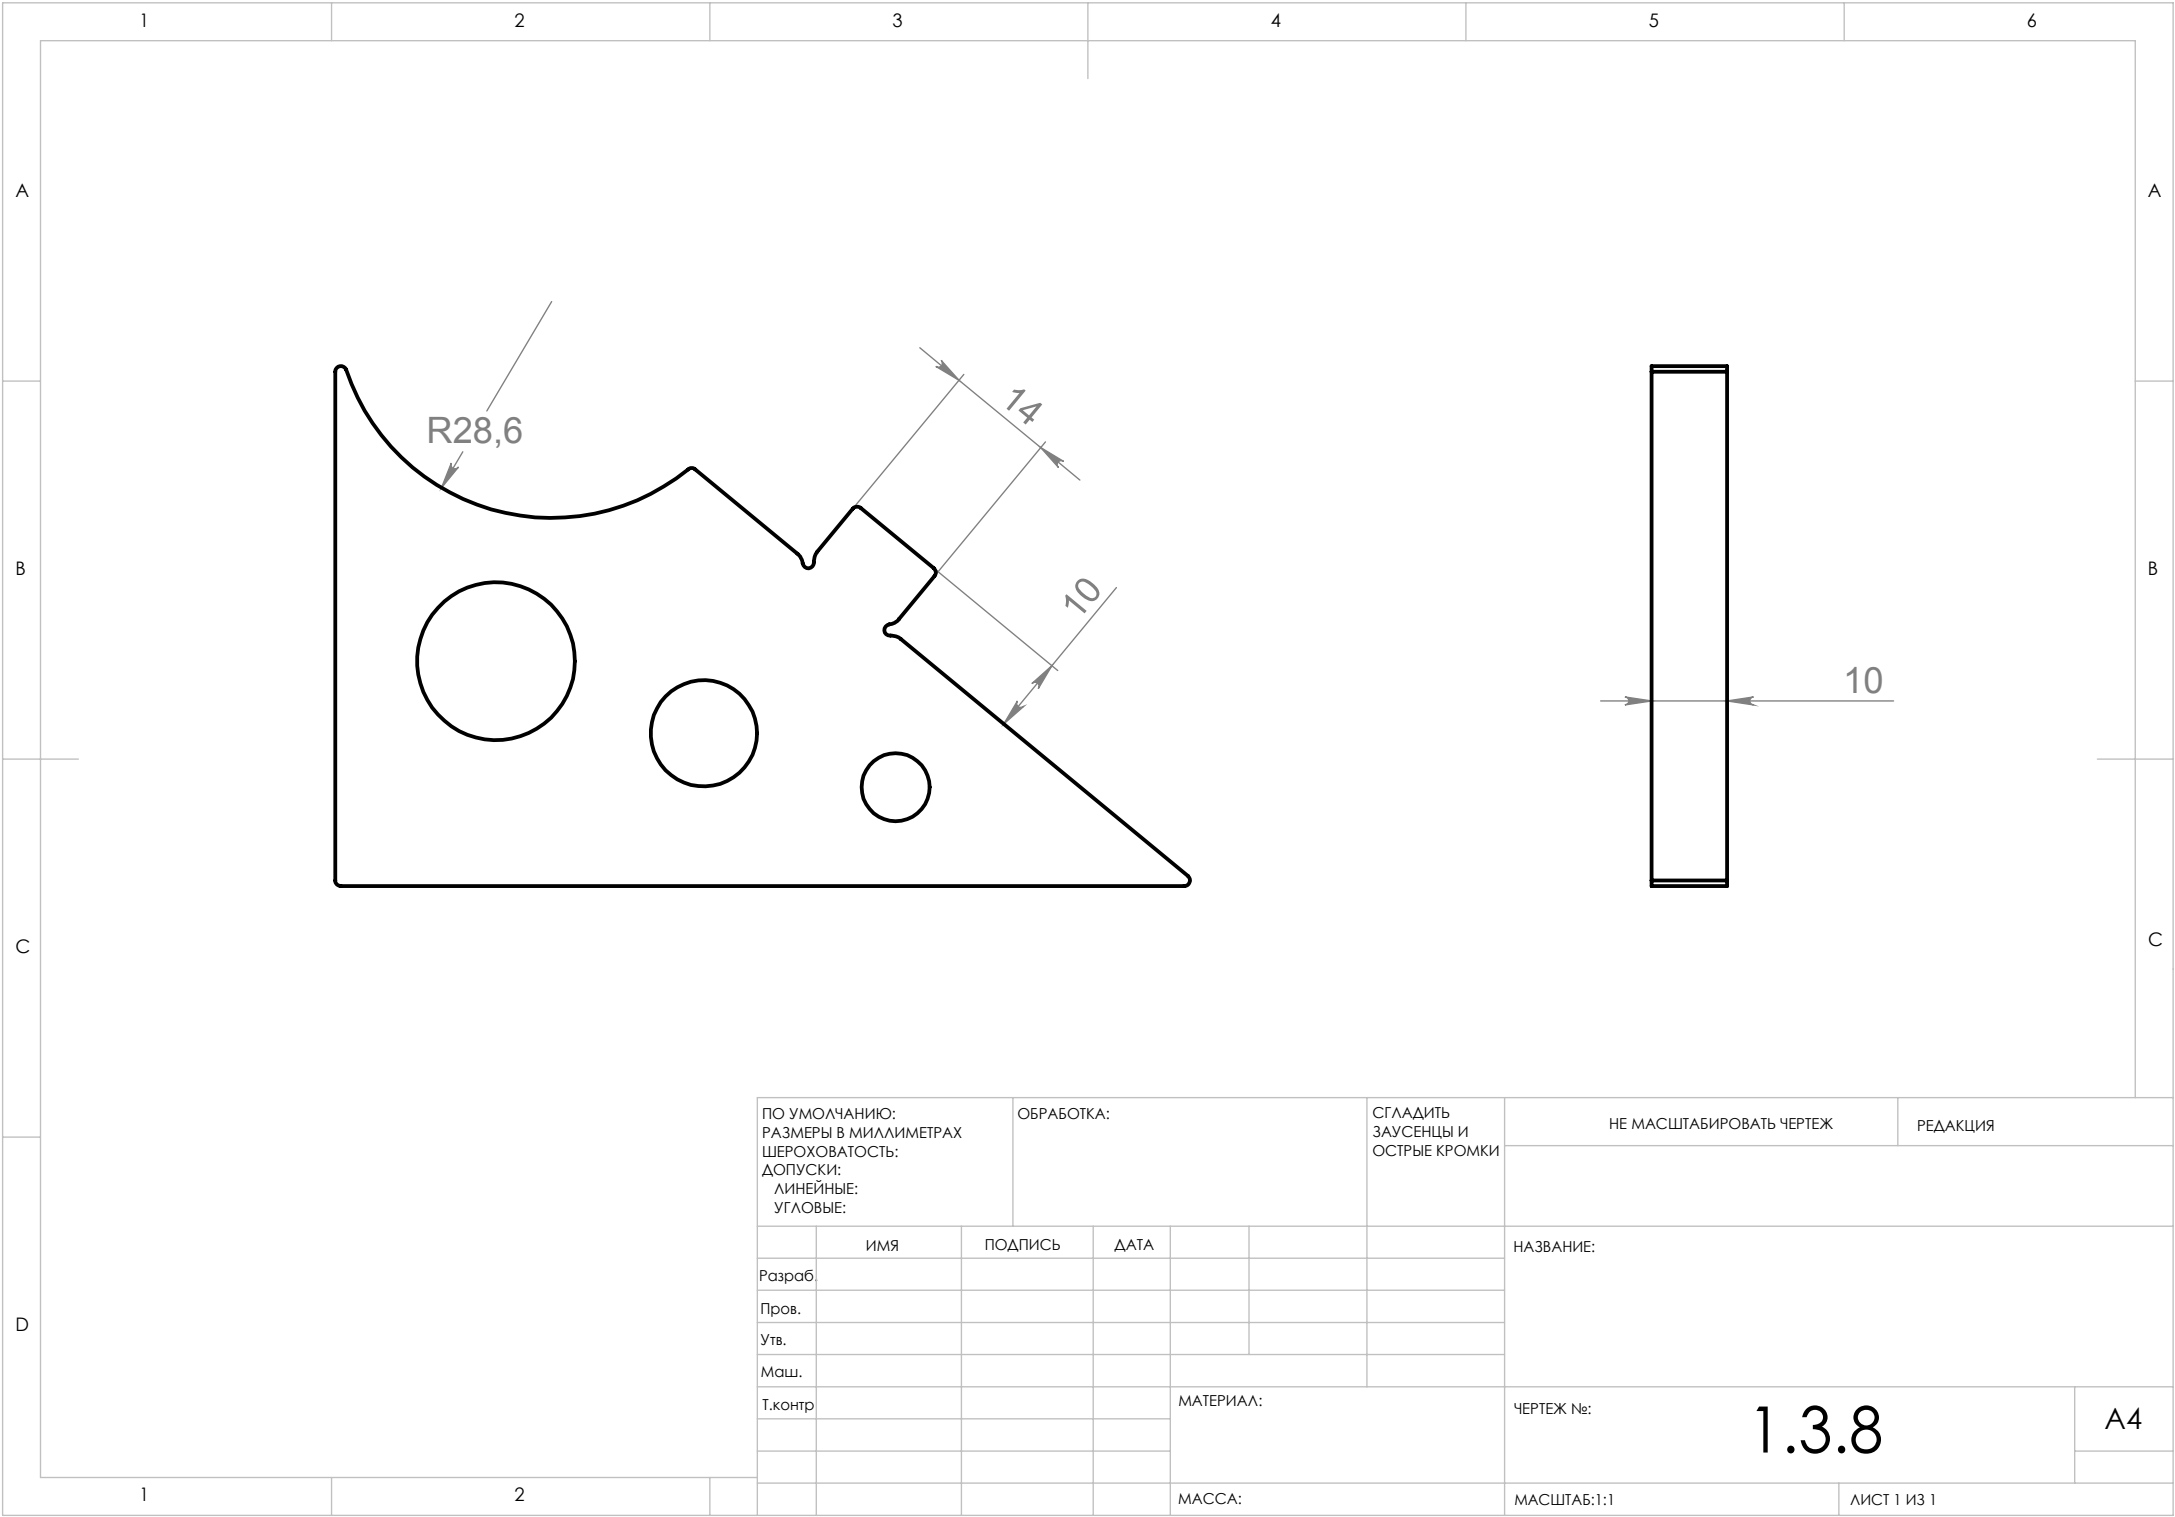 1 2 3 4 5 6
A A
R28,6
14
B B
10
10
C C
ПО УМОЛЧАНИЮ:
РАЗМЕРЫ В МИЛЛИМЕТРАХ
ШЕРОХОВАТОСТЬ:
ДОПУСКИ:
ЛИНЕЙНЫЕ:
УГЛОВЫЕ:
ОБРАБОТКА:
СГЛАДИТЬ
ЗАУСЕНЦЫ И
ОСТРЫЕ КРОМКИ
НЕ МАСШТАБИРОВАТЬ ЧЕРТЕЖ
РЕДАКЦИЯ
ИМЯ ПОДПИСЬ ДАТА
НАЗВАНИЕ:
Разраб.
Пров.
D
Утв.
Маш.
Т.контр
МАТЕРИАЛ:
ЧЕРТЕЖ №:
1.3.8
A4
1 2
МАССА:
МАСШТАБ:1:1
ЛИСТ 1 ИЗ 1